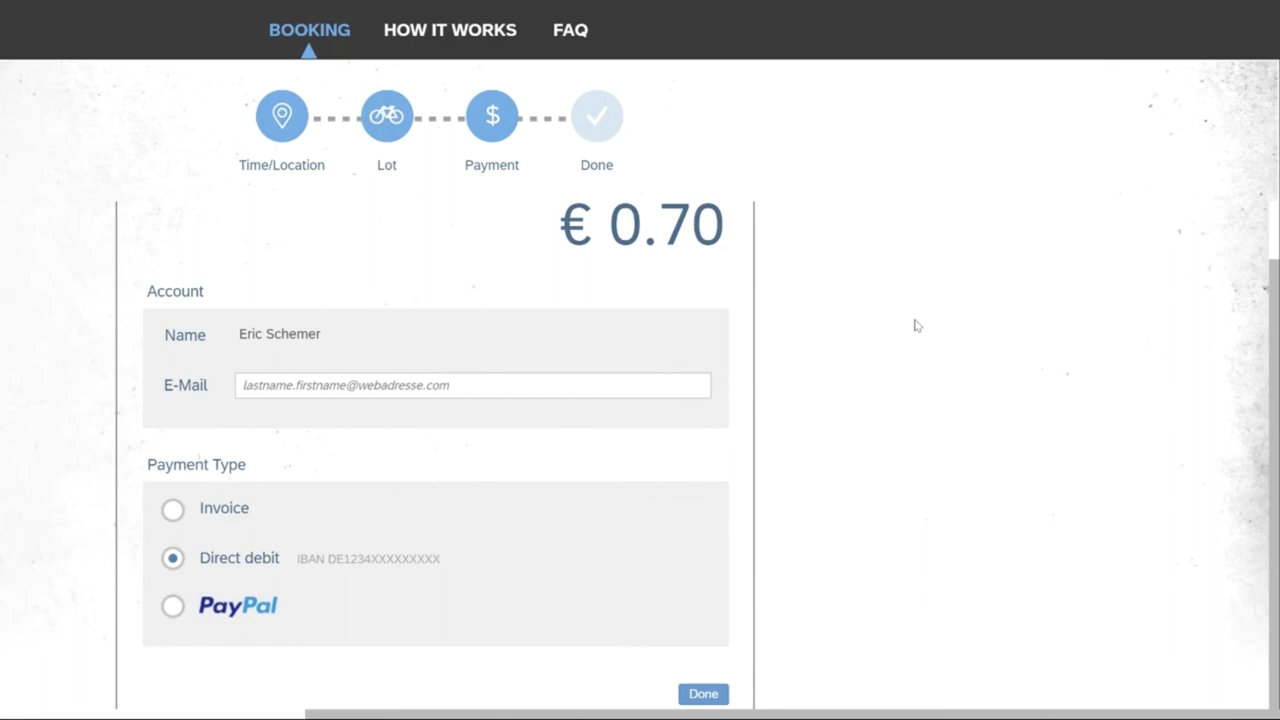 BOOKING HOW IT WORKS FAQ
$
Time/Location Lot Payment Done
€ 0.70
Account
Name Eric Schemer
E-Mail lastname.firstname@webadresse.com
Payment Type
Invoice
Direct debit IBAN DE1234XXXXXXXXX
PayPal
Done